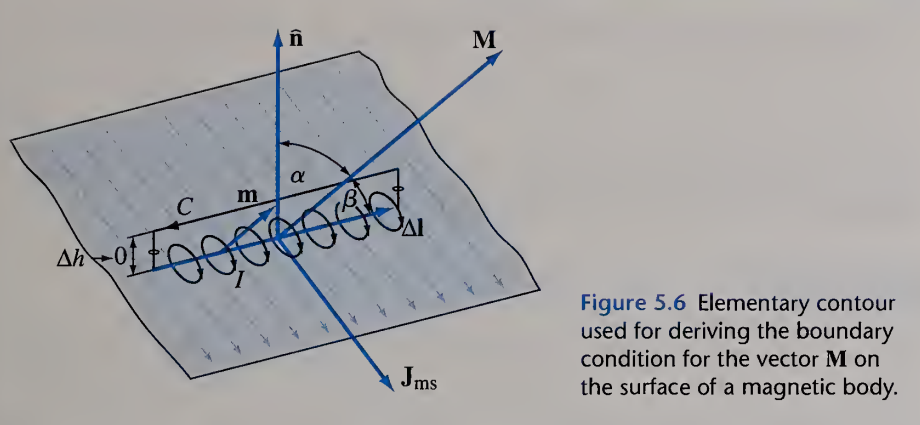 n̂
M
α
m
β
C
Δl
Δh→0
I
J_ms
Figure 5.6 Elementary contour
used for deriving the boundary
condition for the vector M on
the surface of a magnetic body.